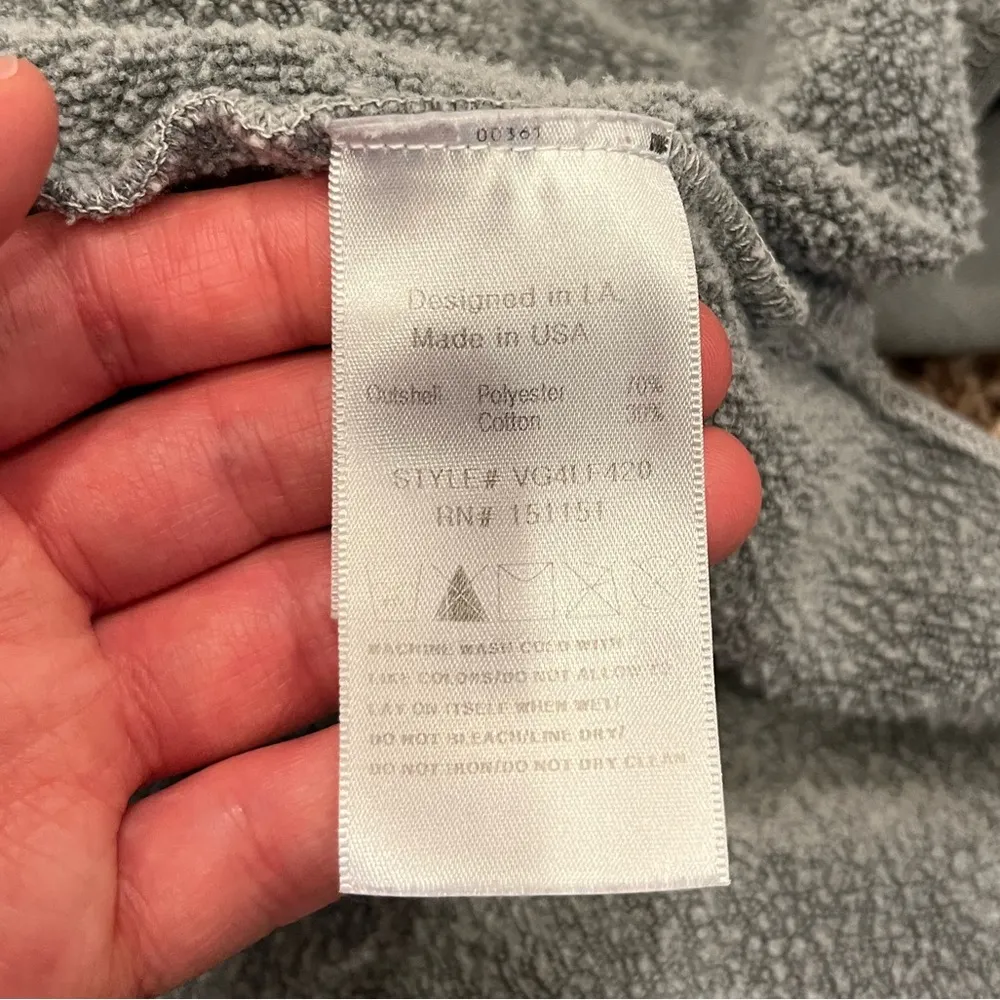 00361
Designed in LA.
Made in USA
Outshell Polyester 70%
Cotton 30%
STYLE# VG4LF420
RN# 151151
MACHINE WASH COLD WITH/
LIKE COLORS/DO NOT ALLOW TO
LAY ON ITSELF WHEN WET/
DO NOT BLEACH/LINE DRY/
DO NOT IRON/DO NOT DRY CLEAN